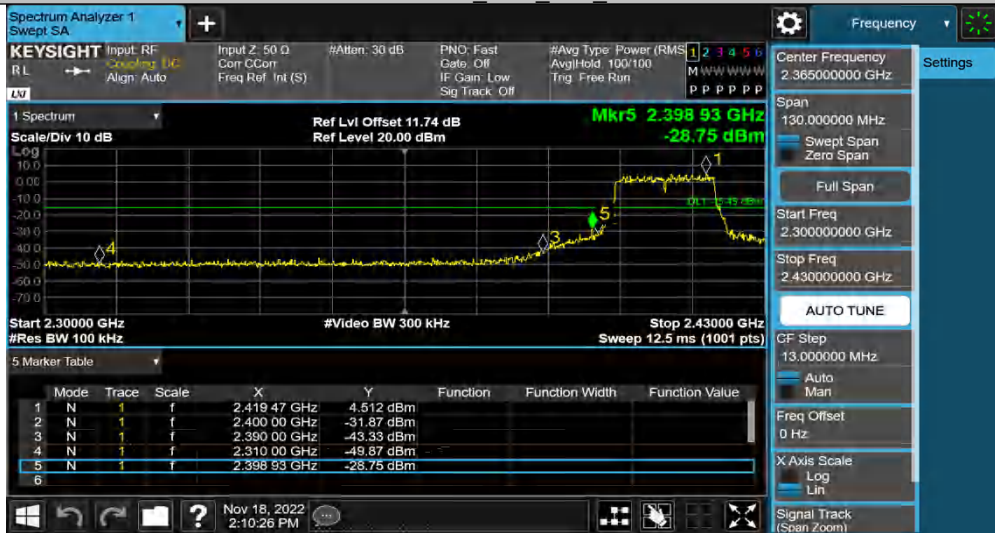 Spectrum Analyzer 1
Swept SA
+
Frequency
KEYSIGHT
RL
LXI
Input: RF
Coupling: DC
Align: Auto
Input Z: 50 Ω
Corr CCorr
Freq Ref: Int (S)
#Atten: 30 dB
PNO: Fast
Gate: Off
IF Gain: Low
Sig Track: Off
#Avg Type: Power (RMS
Avg|Hold: 100/100
Trig: Free Run
1 2 3 4 5 6
M W W W W W
P P P P P P
1 Spectrum
Scale/Div 10 dB
Ref Lvl Offset 11.74 dB
Ref Level 20.00 dBm
Mkr5 2.398 93 GHz
-28.75 dBm
Log
10.0
0.00
-10.0
-20.0
-30.0
-40.0
-50.0
-60.0
-70.0
1
5
3
4
Start 2.30000 GHz
#Res BW 100 kHz
#Video BW 300 kHz
Stop 2.43000 GHz
Sweep 12.5 ms (1001 pts)
5 Marker Table
Mode Trace Scale X Y Function Function Width Function Value
1 N 1 f 2.419 47 GHz 4.512 dBm
2 N 1 f 2.400 00 GHz -31.87 dBm
3 N 1 f 2.390 00 GHz -43.33 dBm
4 N 1 f 2.310 00 GHz -49.87 dBm
5 N 1 f 2.398 93 GHz -28.75 dBm
6
?
Nov 18, 2022
2:10:26 PM
Center Frequency
2.365000000 GHz
Span
130.000000 MHz
Swept Span
Zero Span
Full Span
Start Freq
2.300000000 GHz
Stop Freq
2.430000000 GHz
AUTO TUNE
CF Step
13.000000 MHz
Auto
Man
Freq Offset
0 Hz
X Axis Scale
Log
Lin
Signal Track
(Span Zoom)
Settings